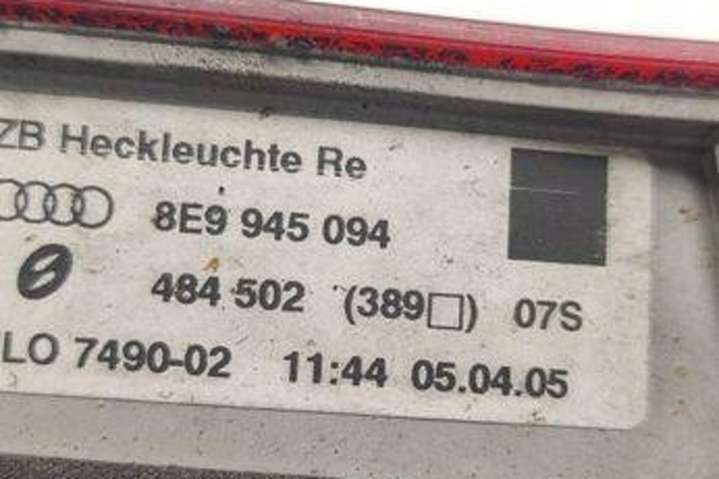 ZB Heckleuchte Re
8E9 945 094
484 502 (389□) 07S
LO 7490-02 11:44 05.04.05